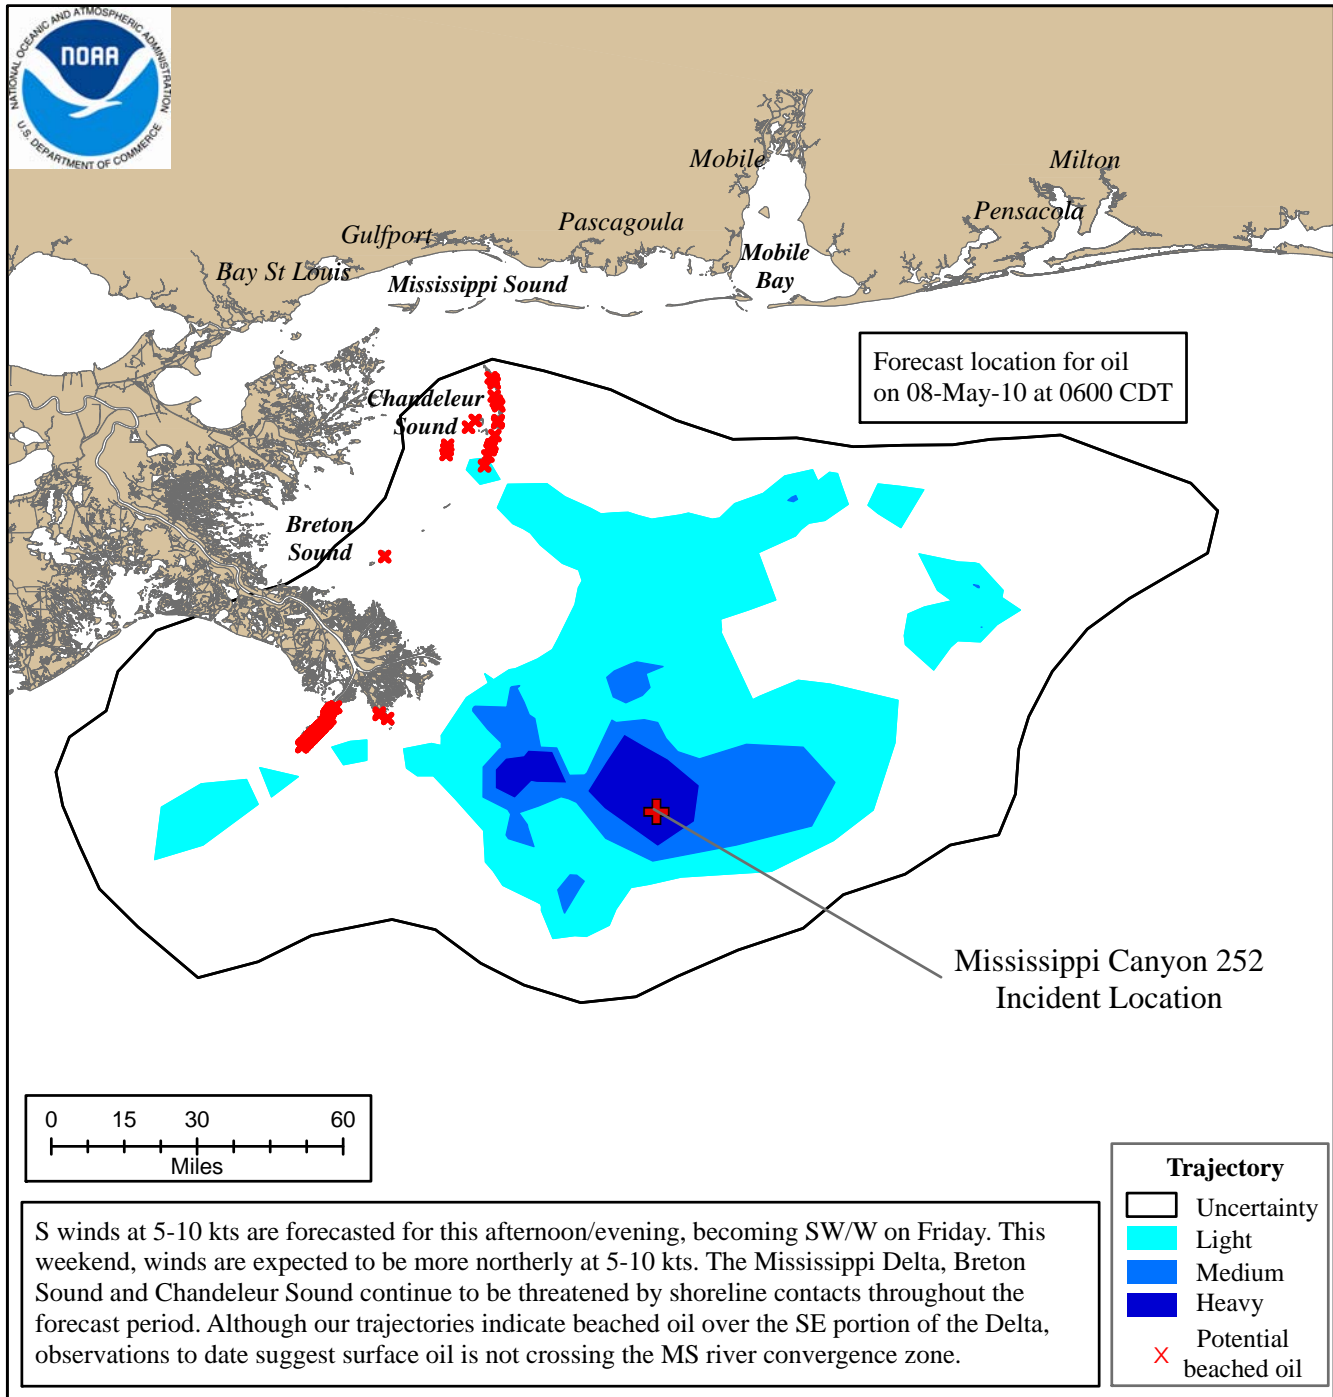 NATIONAL OCEANIC AND ATMOSPHERIC ADMINISTRATION
NOAA
U.S. DEPARTMENT OF COMMERCE
Mobile
Milton
Pensacola
Pascagoula
Gulfport
Mobile
Bay
Bay St Louis
Mississippi Sound
Forecast location for oil
on 08-May-10 at 0600 CDT
Chandeleur
Sound
Breton
Sound
Mississippi Canyon 252
Incident Location
0 15 30 60
Miles
Trajectory
Uncertainty
Light
Medium
Heavy
X Potential
beached oil
S winds at 5-10 kts are forecasted for this afternoon/evening, becoming SW/W on Friday. This
weekend, winds are expected to be more northerly at 5-10 kts. The Mississippi Delta, Breton
Sound and Chandeleur Sound continue to be threatened by shoreline contacts throughout the
forecast period. Although our trajectories indicate beached oil over the SE portion of the Delta,
observations to date suggest surface oil is not crossing the MS river convergence zone.